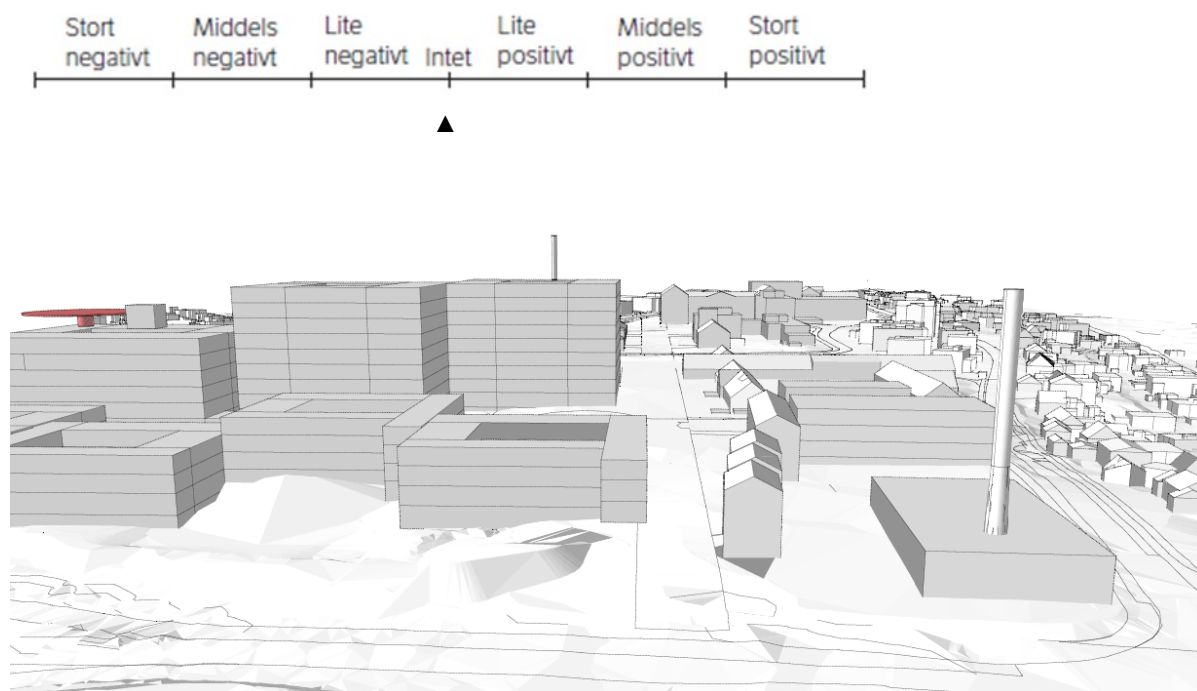 Stort negativt
Middels negativt
Lite negativt
Intet
Lite positivt
Middels positivt
Stort positivt